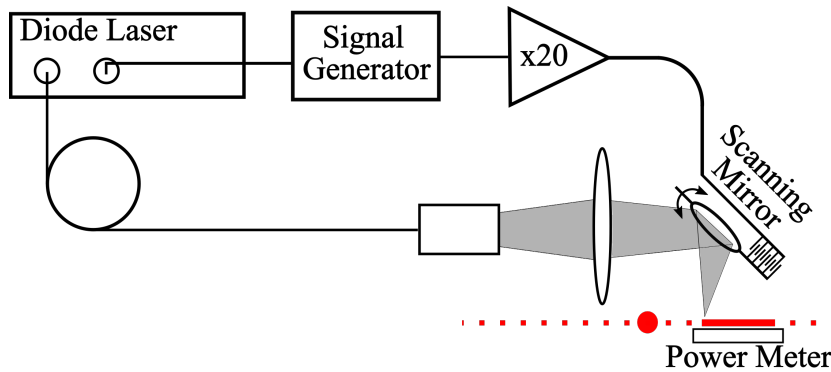 Diode Laser
Signal
Generator
x20
Scanning
Mirror
Power Meter